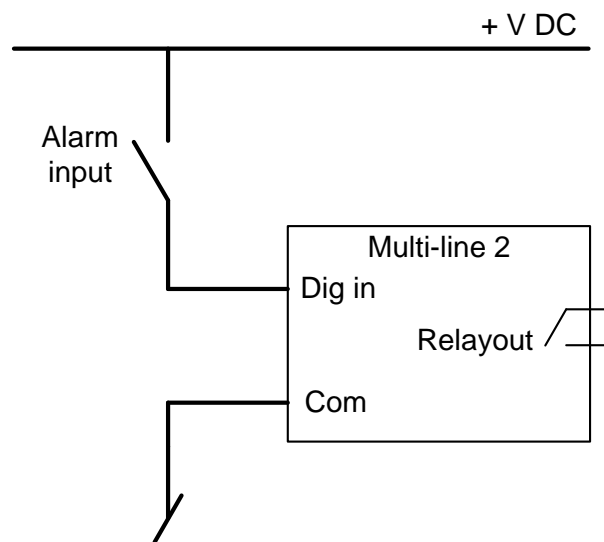 + V DC
Alarm
input
Multi-line 2
Dig in
Relayout
Com